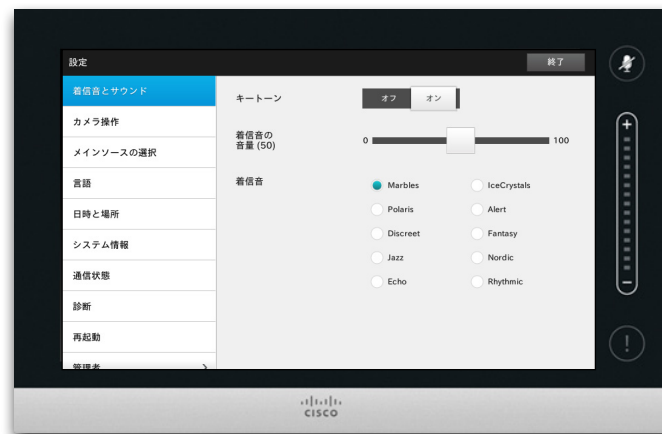 設定
終了
着信音とサウンド
カメラ操作
メインソースの選択
言語
日時と場所
システム情報
通信状態
診断
再起動
管理者
キートーン
オフ オン
着信音の
音量 (50)
0 100
着信音
Marbles IceCrystals
Polaris Alert
Discreet Fantasy
Jazz Nordic
Echo Rhythmic
CISCO